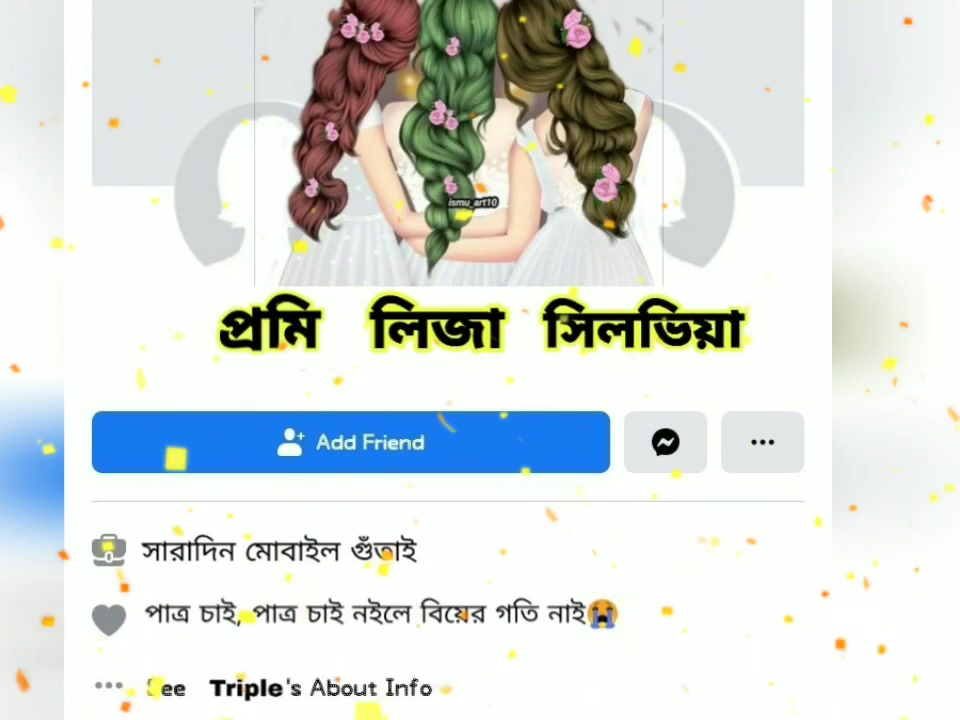 ismu_art10
প্রমি লিজা সিলভিয়া
Add Friend
সারাদিন মোবাইল গুঁতাই
পাত্র চাই, পাত্র চাই নইলে বিয়ের গতি নাই😭
See Triple's About Info